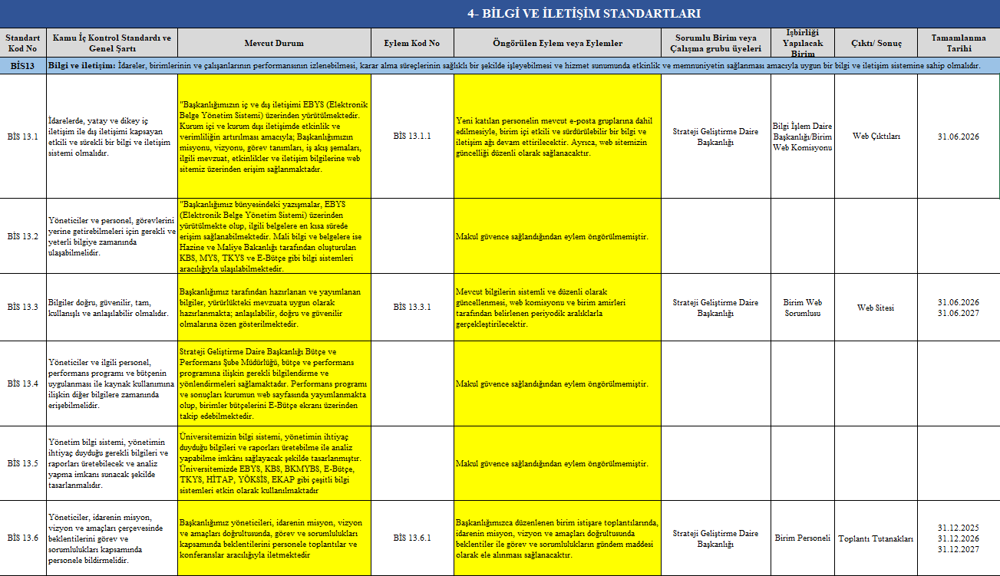 4- BİLGİ VE İLETİŞİM STANDARTLARI
Standart
Kod No
Kamu İç Kontrol Standardı ve
Genel Şartı
Mevcut Durum
Eylem Kod No
Öngörülen Eylem veya Eylemler
Sorumlu Birim veya
Çalışma grubu üyeleri
İşbirliği
Yapılacak
Birim
Çıktı/ Sonuç
Tamamlanma
Tarihi
BİS13
Bilgi ve iletişim: İdareler, birimlerinin ve çalışanlarının performansının izlenebilmesi, karar alma süreçlerinin sağlıklı bir şekilde işleyebilmesi ve hizmet sunumunda etkinlik ve memnuniyetin sağlanması amacıyla uygun bir bilgi ve iletişim sistemine sahip olmalıdır.
BİS 13.1
İdarelerde, yatay ve dikey iç
iletişim ile dış iletişimi kapsayan
etkili ve sürekli bir bilgi ve iletişim
sistemi olmalıdır.
"Başkanlığımızın iç ve dış iletişimi EBYS (Elektronik
Belge Yönetim Sistemi) üzerinden yürütülmektedir.
Kurum içi ve kurum dışı iletişimde etkinlik ve
verimliliğin artırılması amacıyla; Başkanlığımızın
misyonu, vizyonu, görev tanımları, iş akış şemaları,
ilgili mevzuat, etkinlikler ve iletişim bilgilerine web
sitemiz üzerinden erişim sağlanmaktadır.
BİS 13.1.1
Yeni katılan personelin mevcut e-posta gruplarına dahil
edilmesiyle, birim içi etkili ve sürdürülebilir bir bilgi ve
iletişim ağı devam ettirilecektir. Ayrıca, web sitemizin
güncelliği düzenli olarak sağlanacaktır.
Strateji Geliştirme Daire
Başkanlığı
Bilgi İşlem Daire
Başkanlığı/Birim
Web Komisyonu
Web Çıktıları
31.06.2026
BİS 13.2
Yöneticiler ve personel, görevlerini
yerine getirebilmeleri için gerekli ve
yeterli bilgiye zamanında
ulaşabilmelidir.
"Başkanlığımız bünyesindeki yazışmalar, EBYS
(Elektronik Belge Yönetim Sistemi) üzerinden
yürütülmekte olup, ilgili belgelere en kısa sürede
erişim sağlanabilmektedir. Mali bilgi ve belgelere ise
Hazine ve Maliye Bakanlığı tarafından oluşturulan
KBS, MYS, TKYS ve E-Bütçe gibi bilgi sistemleri
aracılığıyla ulaşılabilmektedir.
Makul güvence sağlandığından eylem öngörülmemiştir.
BİS 13.3
Bilgiler doğru, güvenilir, tam,
kullanışlı ve anlaşılabilir olmalıdır.
Başkanlığımız tarafından hazırlanan ve yayımlanan
bilgiler, yürürlükteki mevzuata uygun olarak
hazırlanmakta; anlaşılabilir, doğru ve güvenilir
olmalarına özen gösterilmektedir.
BİS 13.3.1
Mevcut bilgilerin sistemli ve düzenli olarak
güncellenmesi, web komisyonu ve birim amirleri
tarafından belirlenen periyodik aralıklarla
gerçekleştirilecektir.
Strateji Geliştirme Daire
Başkanlığı
Birim Web
Sorumlusu
Web Sitesi
31.06.2026
31.06.2027
BİS 13.4
Yöneticiler ve ilgili personel,
performans programı ve bütçenin
uygulanması ile kaynak kullanımına
ilişkin diğer bilgilere zamanında
erişebilmelidir.
Strateji Geliştirme Daire Başkanlığı Bütçe ve
Performans Şube Müdürlüğü, bütçe ve performans
programına ilişkin gerekli bilgilendirme ve
yönlendirmeleri sağlamaktadır. Performans programı
ve sonuçları kurumun web sayfasında yayımlanmakta
olup, birimler bütçelerini E-Bütçe ekranı üzerinden
takip edebilmektedir.
Makul güvence sağlandığından eylem öngörülmemiştir.
BİS 13.5
Yönetim bilgi sistemi, yönetimin
ihtiyaç duyduğu gerekli bilgileri ve
raporları üretebilecek ve analiz
yapma imkanı sunacak şekilde
tasarlanmalıdır.
Üniversitemizin bilgi sistemi, yönetimin ihtiyaç
duyduğu bilgileri ve raporları üretebilme ile analiz
yapabilme imkânı sağlayacak şekilde tasarlanmıştır.
Üniversitemizde EBYS, KBS, BKMYBS, E-Bütçe,
TKYS, HİTAP, YÖKSİS, EKAP gibi çeşitli bilgi
sistemleri etkin olarak kullanılmaktadır
Makul güvence sağlandığından eylem öngörülmemiştir.
BİS 13.6
Yöneticiler, idarenin misyon,
vizyon ve amaçları çerçevesinde
beklentilerini görev ve
sorumlulukları kapsamında
personele bildirmelidir.
Başkanlığımız yöneticileri, idarenin misyon, vizyon
ve amaçları doğrultusunda, görev ve sorumlulukları
kapsamında beklentilerini personele toplantılar ve
konferanslar aracılığıyla iletmektedir
BİS 13.6.1
Başkanlığımızca düzenlenen birim istişare toplantılarında,
idarenin misyon, vizyon ve amaçları doğrultusunda
beklentiler ile görev ve sorumlulukların gündem maddesi
olarak ele alınması sağlanacaktır.
Strateji Geliştirme Daire
Başkanlığı
Birim Personeli
Toplantı Tutanakları
31.12.2025
31.12.2026
31.12.2027